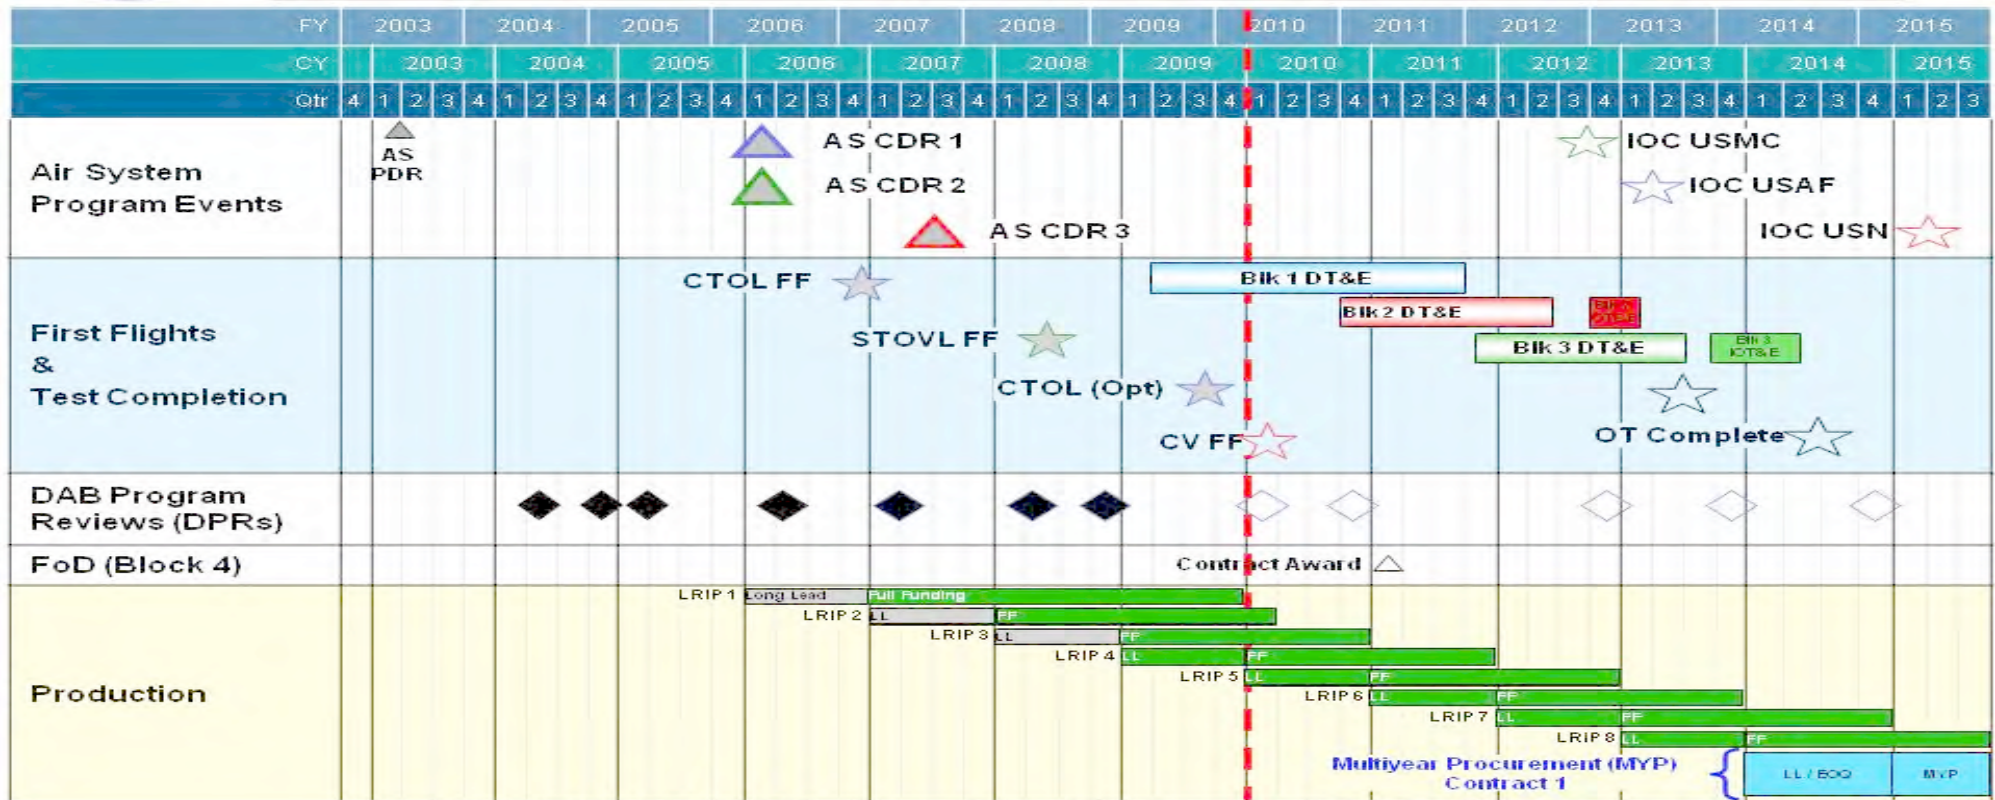 FY 2003 2004 2005 2006 2007 2008 2009 2010 2011 2012 2013 2014 2015
CY 2003 2004 2005 2006 2007 2008 2009 2010 2011 2012 2013 2014 2015
Qtr 4 1 2 3 4 1 2 3 4 1 2 3 4 1 2 3 4 1 2 3 4 1 2 3 4 1 2 3 4 1 2 3 4 1 2 3 4 1 2 3 4 1 2 3 4 1 2 3 4 1 2 3
Air System
Program Events
AS
PDR
AS CDR 1
AS CDR 2
AS CDR 3
IOC USMC
IOC USAF
IOC USN
First Flights
&
Test Completion
CTOL FF
STOVL FF
CTOL (Opt)
CV FF
Blk 1 DT&E
Blk 2 DT&E
Blk 3 DT&E
Blk 3
IOT&E
OT Complete
DAB Program
Reviews (DPRs)
FoD (Block 4)
Contract Award
Production
LRIP 1 Long Lead Full Funding
LRIP 2 LL FF
LRIP 3 LL FF
LRIP 4 LL FF
LRIP 5 LL FF
LRIP 6 LL FF
LRIP 7 LL FF
LRIP 8 LL FF
Multiyear Procurement (MYP)
Contract 1
LL / EOQ MYP